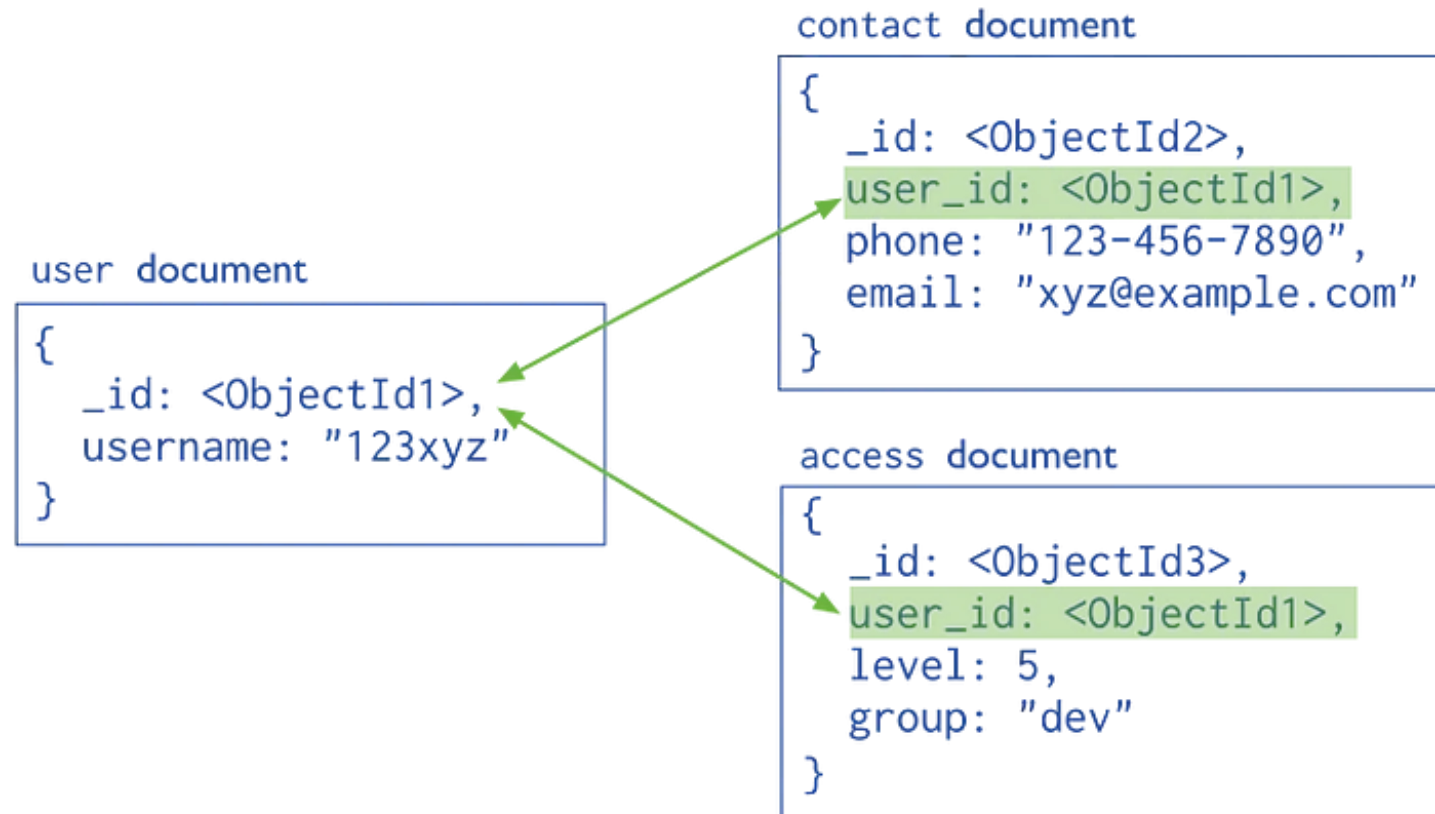 user document
{
_id: <ObjectId1>,
username: "123xyz"
}
contact document
{
_id: <ObjectId2>,
user_id: <ObjectId1>,
phone: "123-456-7890",
email: "xyz@example.com"
}
access document
{
_id: <ObjectId3>,
user_id: <ObjectId1>,
level: 5,
group: "dev"
}